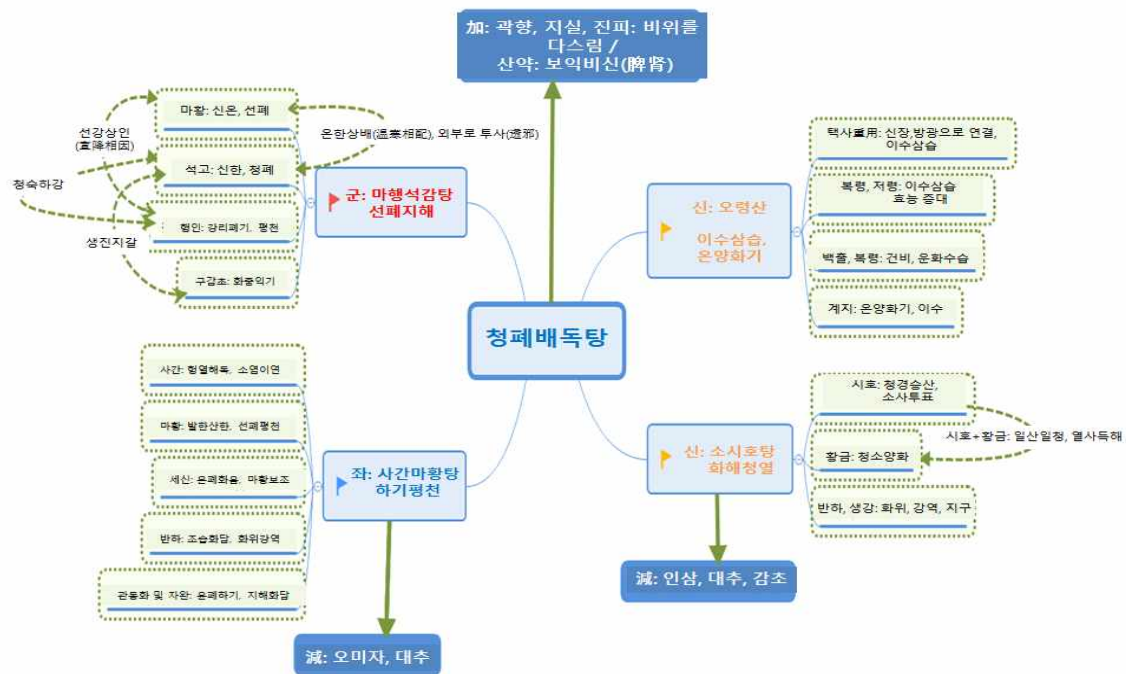 加: 곽향, 지실, 진피: 비위를
다스림 /
산약: 보익비신(脾肾)
마황: 신온, 선폐
선강상인
(宣降相因)
온한상배(温寒相配), 외부로 투사(透邪)
석고: 신한, 청폐
청숙하강
행인: 강리폐기, 평천
생진지갈
구감초: 화중익기
군: 마행석감탕
선폐지해
택사重用: 신장,방광으로 연결,
이수삼습
복령, 저령: 이수삼습
효능 증대
신: 오령산
이수삼습,
온양화기
백출, 복령: 건비, 운화수습
계지: 온양화기, 이수
청폐배독탕
사간: 청열해독, 소염이연
마황: 발한산한, 선폐평천
세신: 온폐화음, 마황보조
반하: 조습화담, 화위강역
관동화 및 자완: 윤폐하기, 지해화담
좌: 사간마황탕
하기평천
減: 오미자, 대추
시호: 청경승산,
소사투표
시호+황금: 일산일청, 열사득해
황금: 청소양화
신: 소시호탕
화해청열
반하, 생강: 화위, 강역, 지구
減: 인삼, 대추, 감초